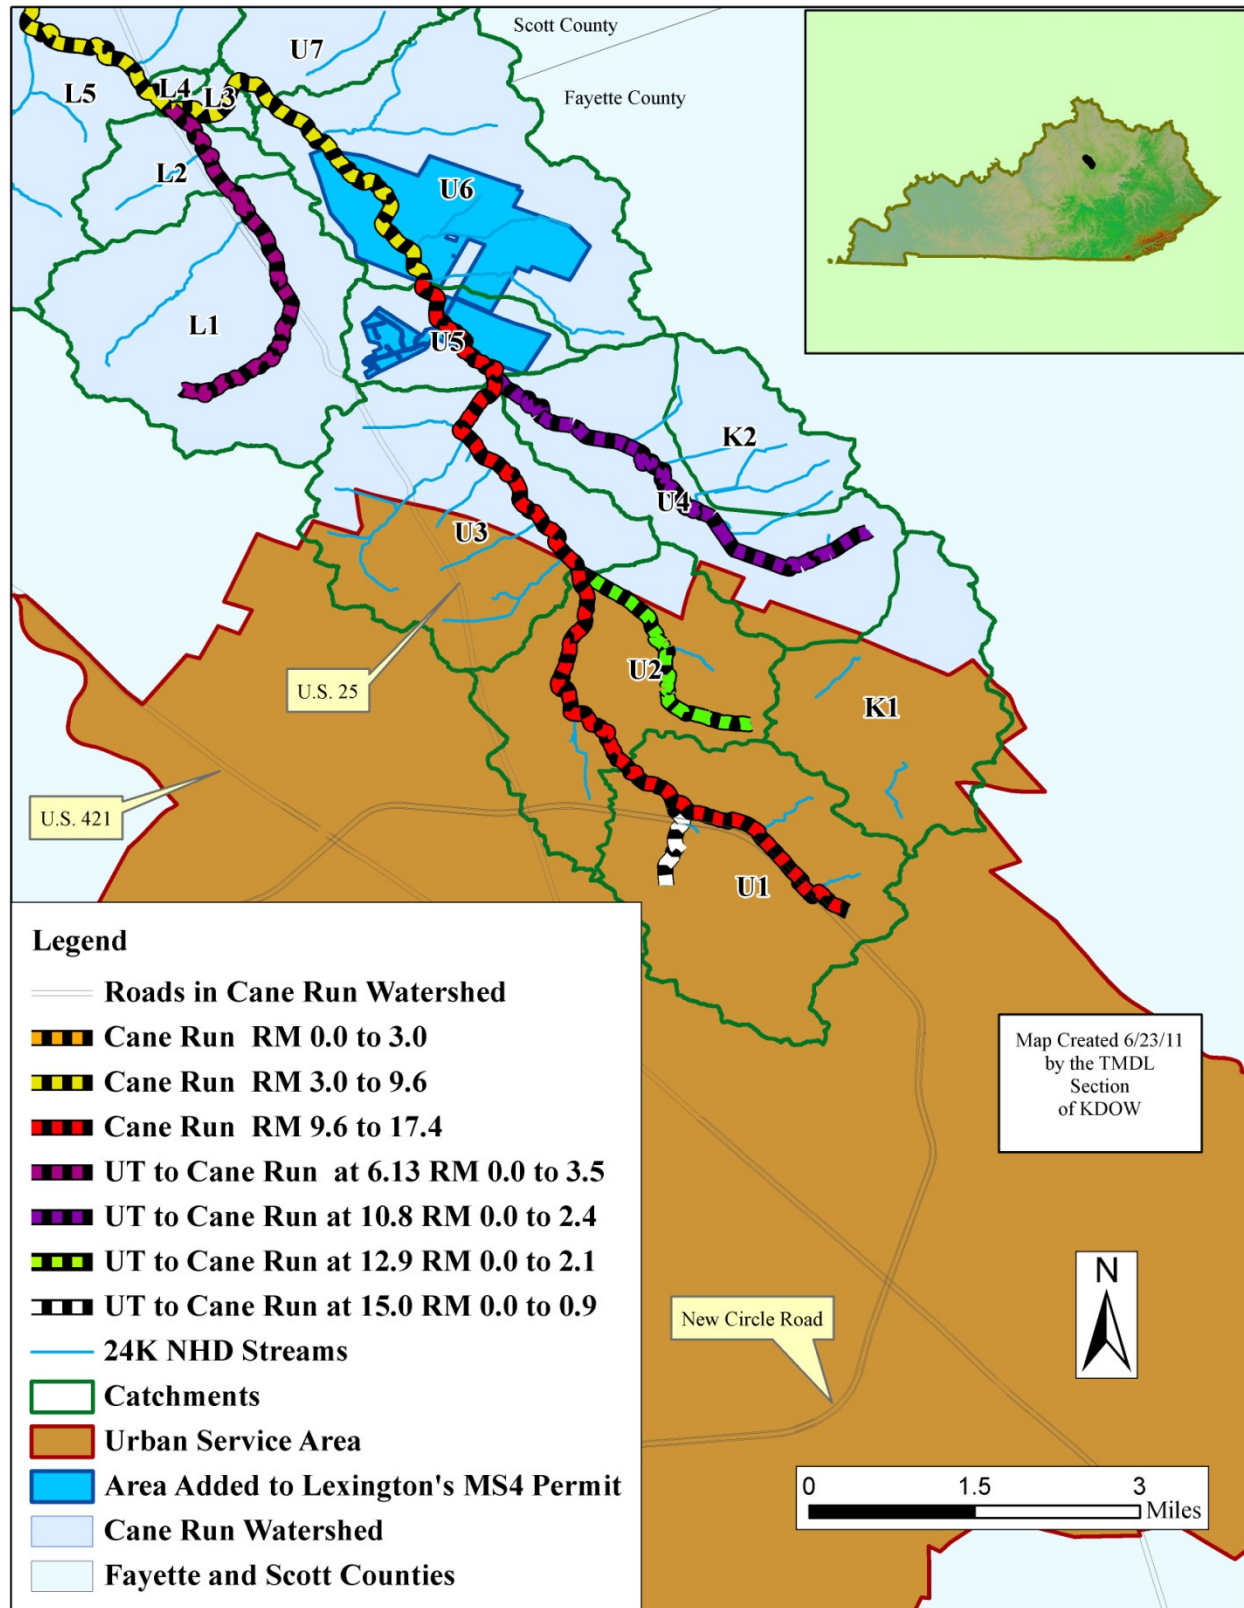 Scott County
U7
Fayette County
L4
L3
L5
L2
U6
L1
U5
K2
U4
U3
U2
K1
U.S. 25
U.S. 421
U1
Legend
Roads in Cane Run Watershed
Cane Run RM 0.0 to 3.0
Cane Run RM 3.0 to 9.6
Cane Run RM 9.6 to 17.4
UT to Cane Run at 6.13 RM 0.0 to 3.5
UT to Cane Run at 10.8 RM 0.0 to 2.4
UT to Cane Run at 12.9 RM 0.0 to 2.1
UT to Cane Run at 15.0 RM 0.0 to 0.9
24K NHD Streams
Catchments
Urban Service Area
Area Added to Lexington's MS4 Permit
Cane Run Watershed
Fayette and Scott Counties
Map Created 6/23/11
by the TMDL
Section
of KDOW
N
New Circle Road
0 1.5 3
Miles